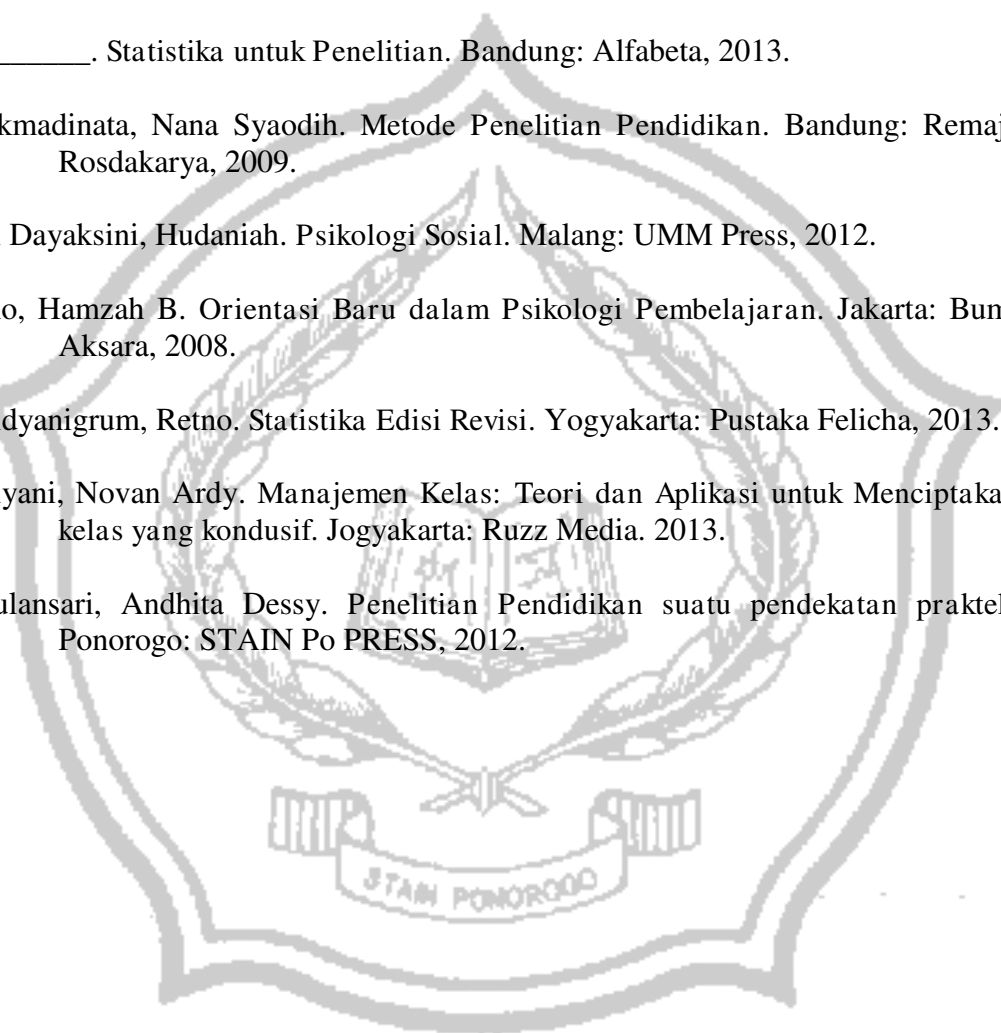 ______. Statistika untuk Penelitian. Bandung: Alfabeta, 2013.
kmadinata, Nana Syaodih. Metode Penelitian Pendidikan. Bandung: Remaj
Rosdakarya, 2009.
Dayaksini, Hudaniah. Psikologi Sosial. Malang: UMM Press, 2012.
o, Hamzah B. Orientasi Baru dalam Psikologi Pembelajaran. Jakarta: Bum
Aksara, 2008.
dyanigrum, Retno. Statistika Edisi Revisi. Yogyakarta: Pustaka Felicha, 2013.
yani, Novan Ardy. Manajemen Kelas: Teori dan Aplikasi untuk Menciptaka
kelas yang kondusif. Jogyakarta: Ruzz Media. 2013.
ulansari, Andhita Dessy. Penelitian Pendidikan suatu pendekatan prakte
Ponorogo: STAIN Po PRESS, 2012.
STAIN PONOROGO